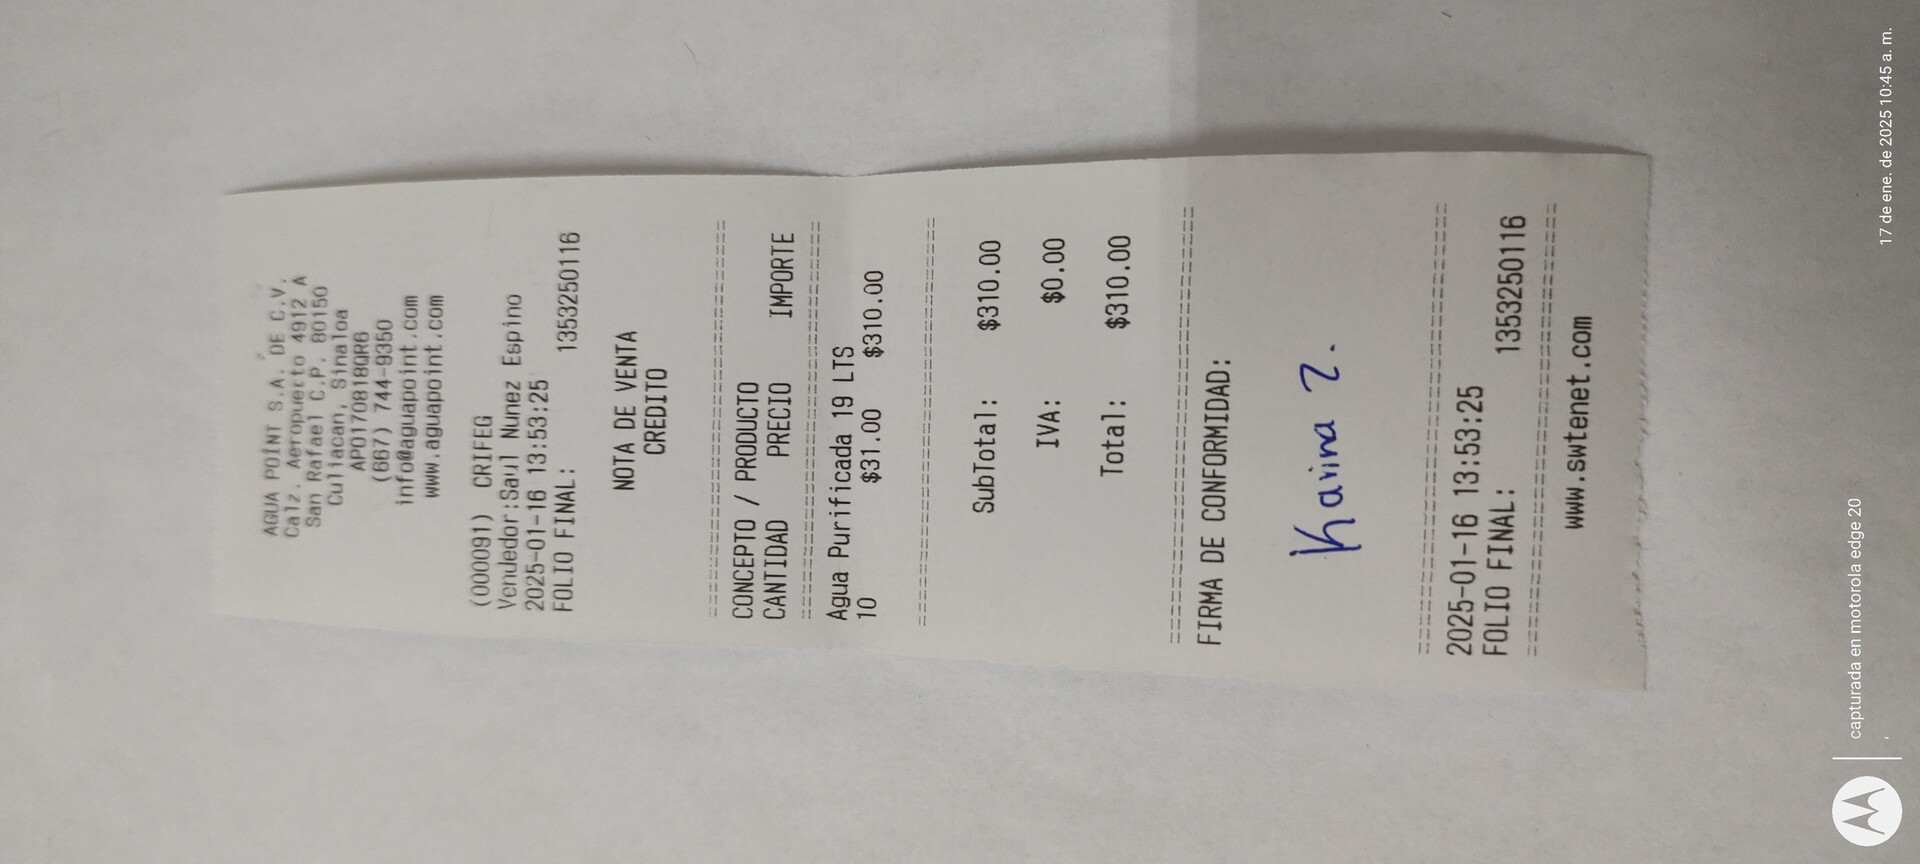 AGUA POINT S.A. DE C.V.
Calz. Aeropuerto 4912 A
San Rafael C.P. 80150
Culiacan, Sinaloa
APO170818QR6
(667) 744-9350
info@aguapoint.com
www.aguapoint.com
(000091) CRIFEG
Vendedor:Saul Nunez Espino
2025-01-16 13:53:25
FOLIO FINAL: 1353250116
NOTA DE VENTA
CREDITO
CONCEPTO / PRODUCTO
CANTIDAD PRECIO IMPORTE
Agua Purificada 19 LTS
10 $31.00 $310.00
SubTotal: $310.00
IVA: $0.00
Total: $310.00
FIRMA DE CONFORMIDAD:
Karina Z.
2025-01-16 13:53:25
FOLIO FINAL: 1353250116
www.swtenet.com
capturada en motorola edge 20
17 de ene. de 2025 10:45 a. m.